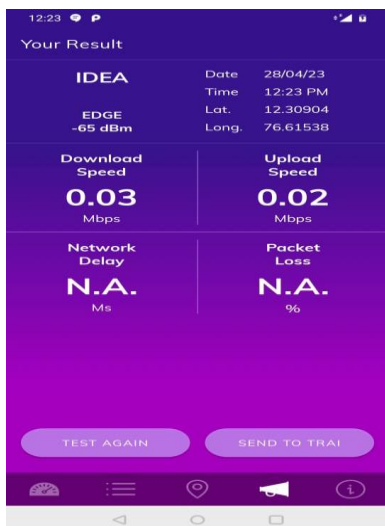 12:23
Your Result
IDEA
EDGE
-65 dBm
Date 28/04/23
Time 12:23 PM
Lat. 12.30904
Long. 76.61538
Download
Speed
0.03
Mbps
Upload
Speed
0.02
Mbps
Network
Delay
N.A.
Ms
Packet
Loss
N.A.
%
TEST AGAIN
SEND TO TRAI